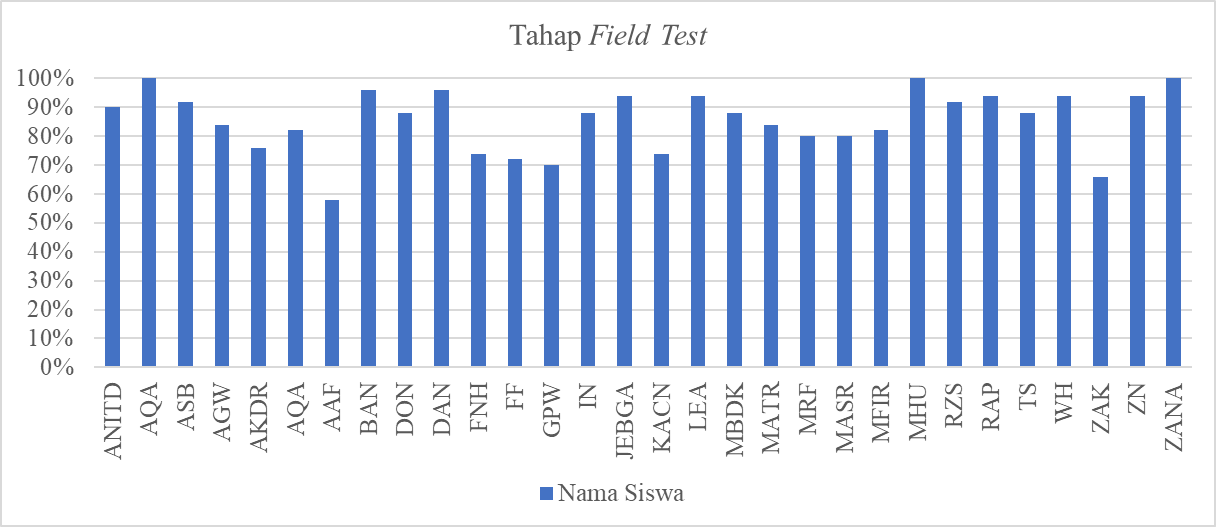 Tahap Field Test
100%
90%
80%
70%
60%
50%
40%
30%
20%
10%
0%
ANITD
AQA
ASB
AGW
AKDR
AQA
AAF
BAN
DON
DAN
FNH
FF
GPW
IN
JEBGA
KACN
LEA
MBDK
MATR
MRF
MASR
MFIR
MHU
RZS
RAP
TS
WH
ZAK
ZN
ZANA
Nama Siswa